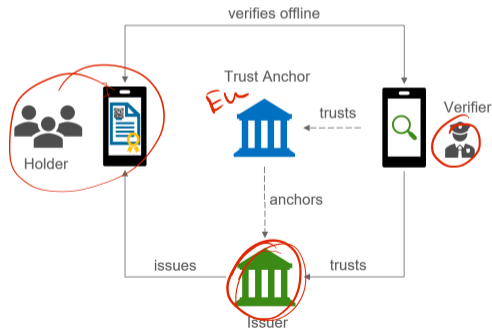 verifies offline
Trust Anchor
EU
trusts
Verifier
Holder
anchors
issues
trusts
Issuer